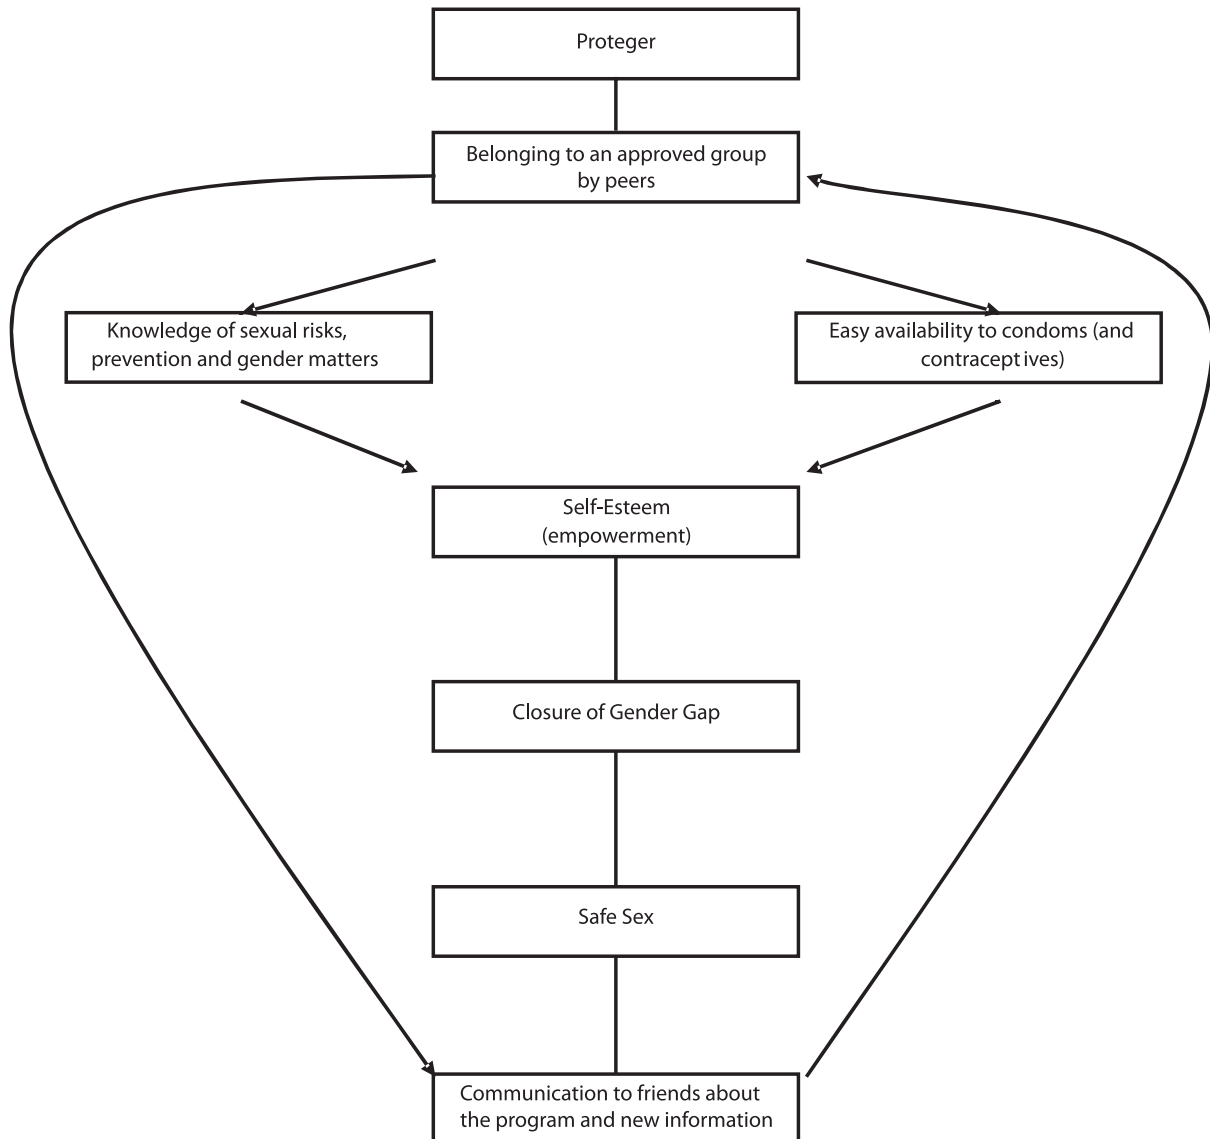 Proteger
Belonging to an approved group
by peers
Knowledge of sexual risks,
prevention and gender matters
Easy availability to condoms (and
contracept ives)
Self-Esteem
(empowerment)
Closure of Gender Gap
Safe Sex
Communication to friends about
the program and new information